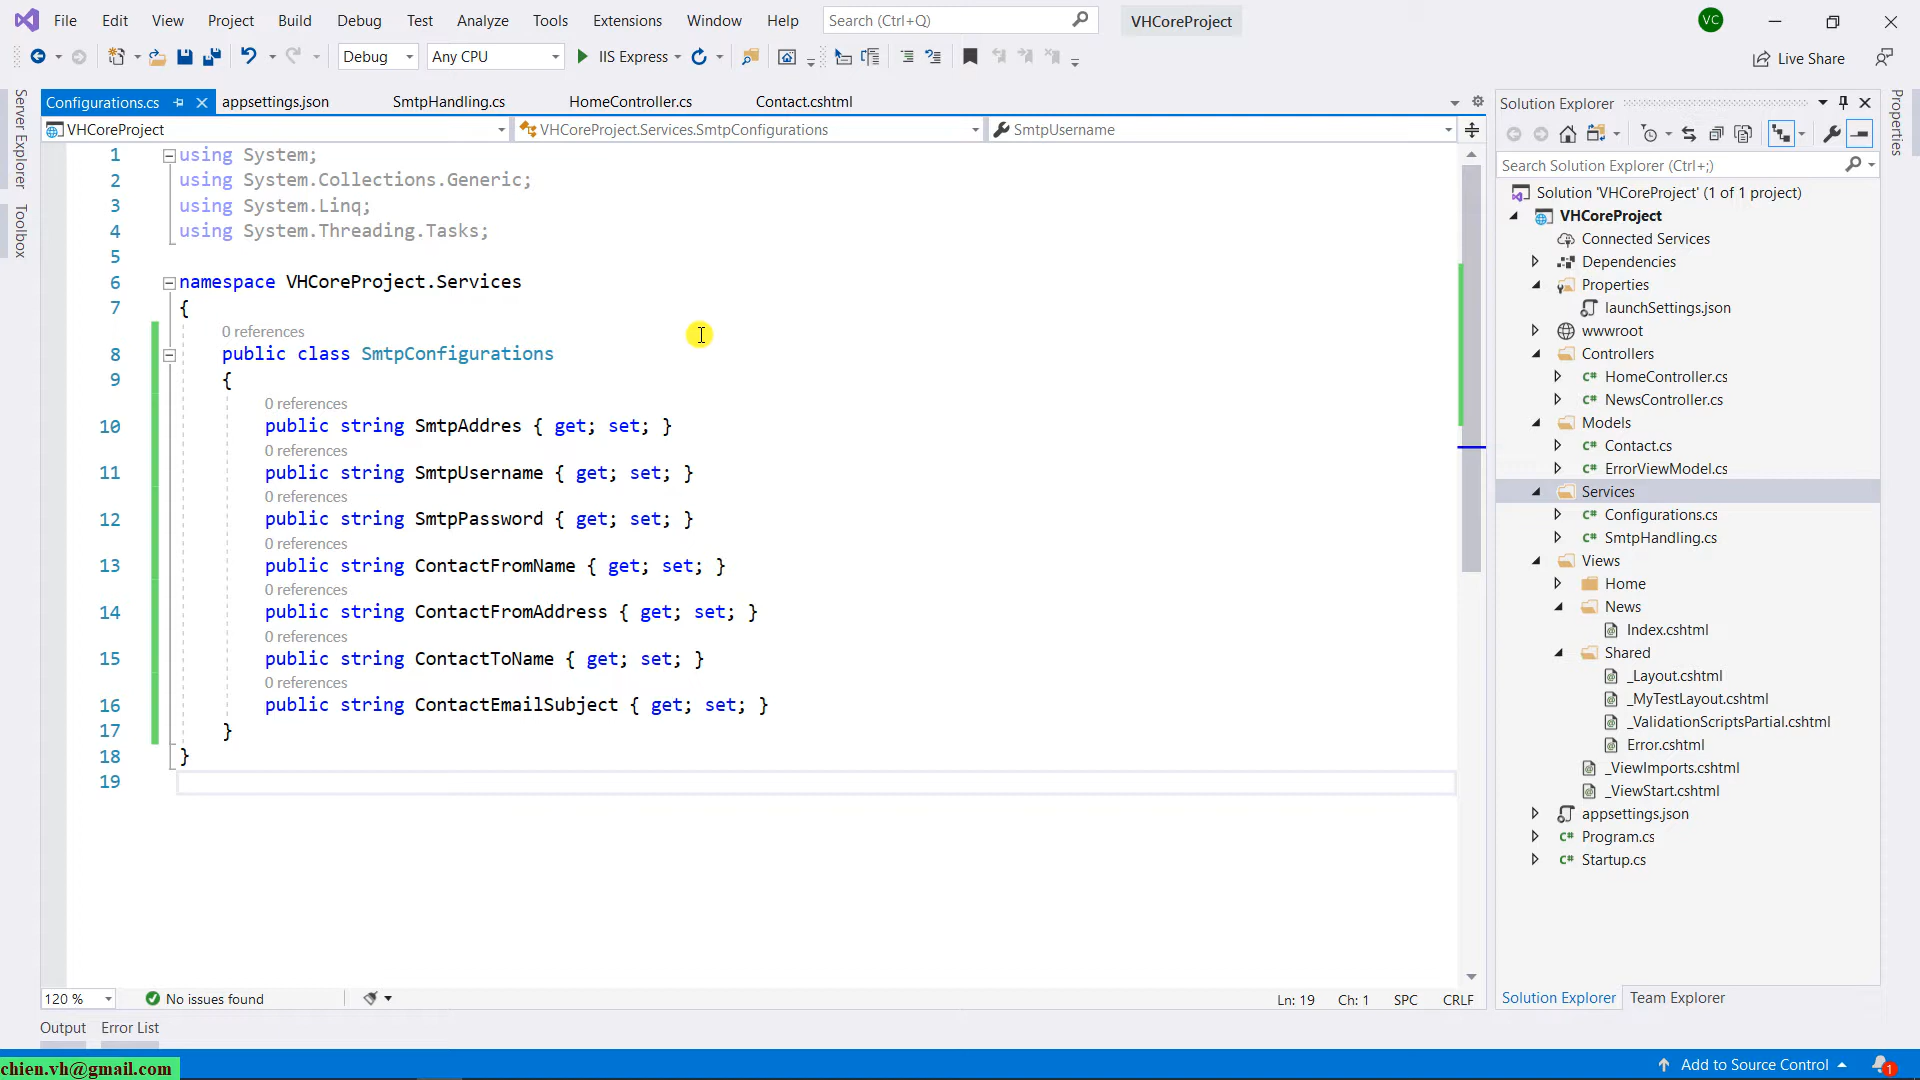 File Edit View Project Build Debug Test Analyze Tools Extensions Window Help Search (Ctrl+Q) VHCoreProject VC
Debug Any CPU IIS Express Live Share
Server Explorer
Toolbox
Configurations.cs appsettings.json SmtpHandling.cs HomeController.cs Contact.cshtml
VHCoreProject VHCoreProject.Services.SmtpConfigurations SmtpUsername
1 using System;
2 using System.Collections.Generic;
3 using System.Linq;
4 using System.Threading.Tasks;
5
6 namespace VHCoreProject.Services
7 {
0 references
8 public class SmtpConfigurations
9 {
0 references
10 public string SmtpAddres { get; set; }
0 references
11 public string SmtpUsername { get; set; }
0 references
12 public string SmtpPassword { get; set; }
0 references
13 public string ContactFromName { get; set; }
0 references
14 public string ContactFromAddress { get; set; }
0 references
15 public string ContactToName { get; set; }
0 references
16 public string ContactEmailSubject { get; set; }
17 }
18 }
19
120 % No issues found Ln: 19 Ch: 1 SPC CRLF
Output Error List
Solution Explorer
Search Solution Explorer (Ctrl+;)
Solution 'VHCoreProject' (1 of 1 project)
VHCoreProject
Connected Services
Dependencies
Properties
launchSettings.json
wwwroot
Controllers
C# HomeController.cs
C# NewsController.cs
Models
C# Contact.cs
C# ErrorViewModel.cs
Services
C# Configurations.cs
C# SmtpHandling.cs
Views
Home
News
Index.cshtml
Shared
_Layout.cshtml
_MyTestLayout.cshtml
_ValidationScriptsPartial.cshtml
Error.cshtml
_ViewImports.cshtml
_ViewStart.cshtml
appsettings.json
C# Program.cs
C# Startup.cs
Solution Explorer Team Explorer
Properties
chien.vh@gmail.com
Add to Source Control 1